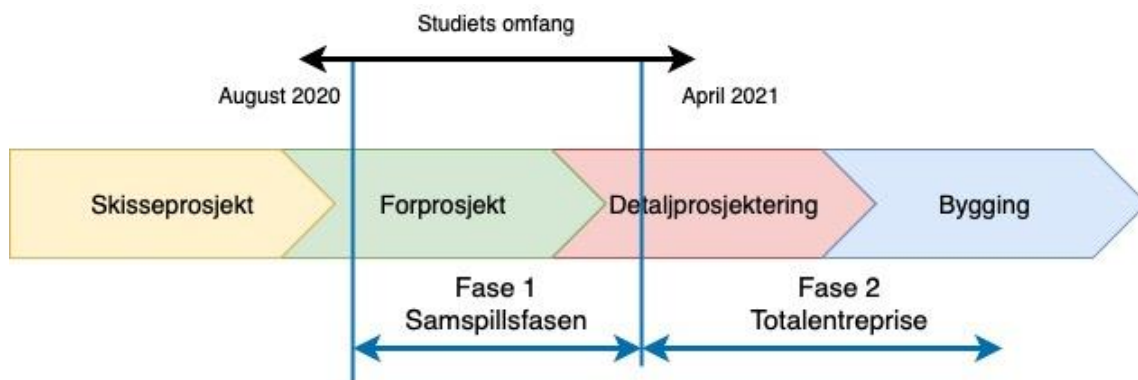 Studiets omfang
August 2020
April 2021
Skisseprosjekt
Forprosjekt
Detaljprosjektering
Bygging
Fase 1
Samspillsfasen
Fase 2
Totalentreprise